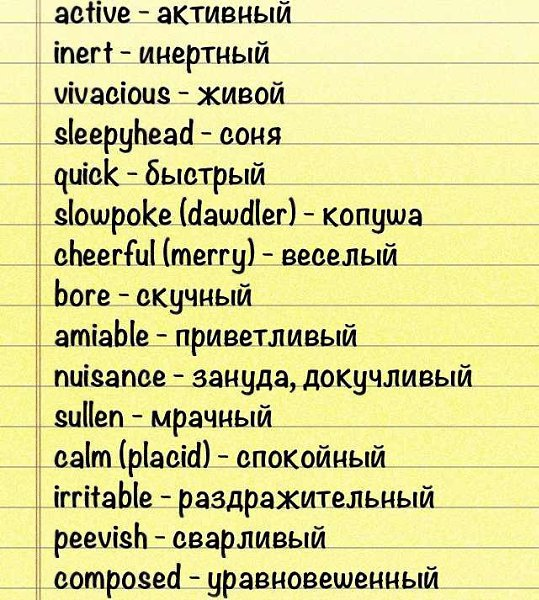 active - активный
inert - инертный
vivacious - живой
sleepyhead - соня
quick - быстрый
slowpoke (dawdler) - копуша
cheerful (merry) - веселый
bore - скучный
amiable - приветливый
nuisance - зануда, докучливый
sullen - мрачный
calm (placid) - спокойный
irritable - раздражительный
peevish - сварливый
composed - уравновешенный